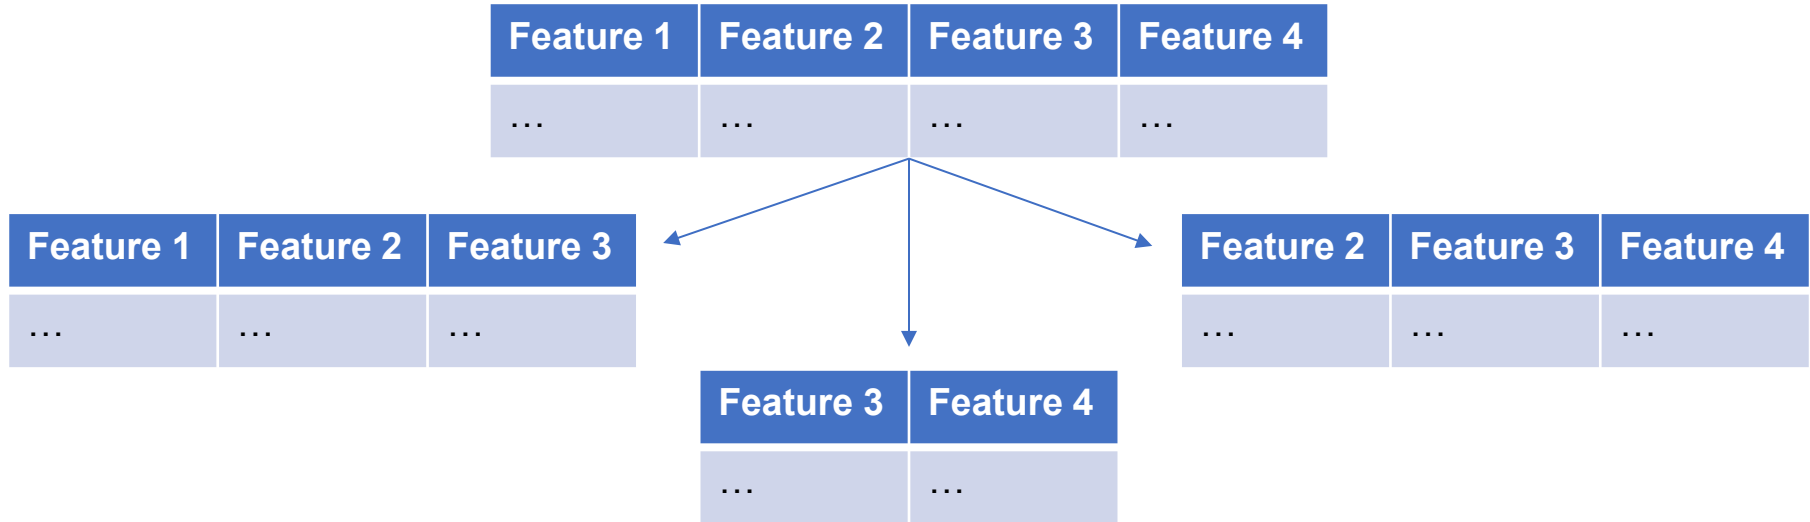 Feature 1 Feature 2 Feature 3 Feature 4
... ... ... ...
Feature 1 Feature 2 Feature 3
... ... ...
Feature 2 Feature 3 Feature 4
... ... ...
Feature 3 Feature 4
... ...